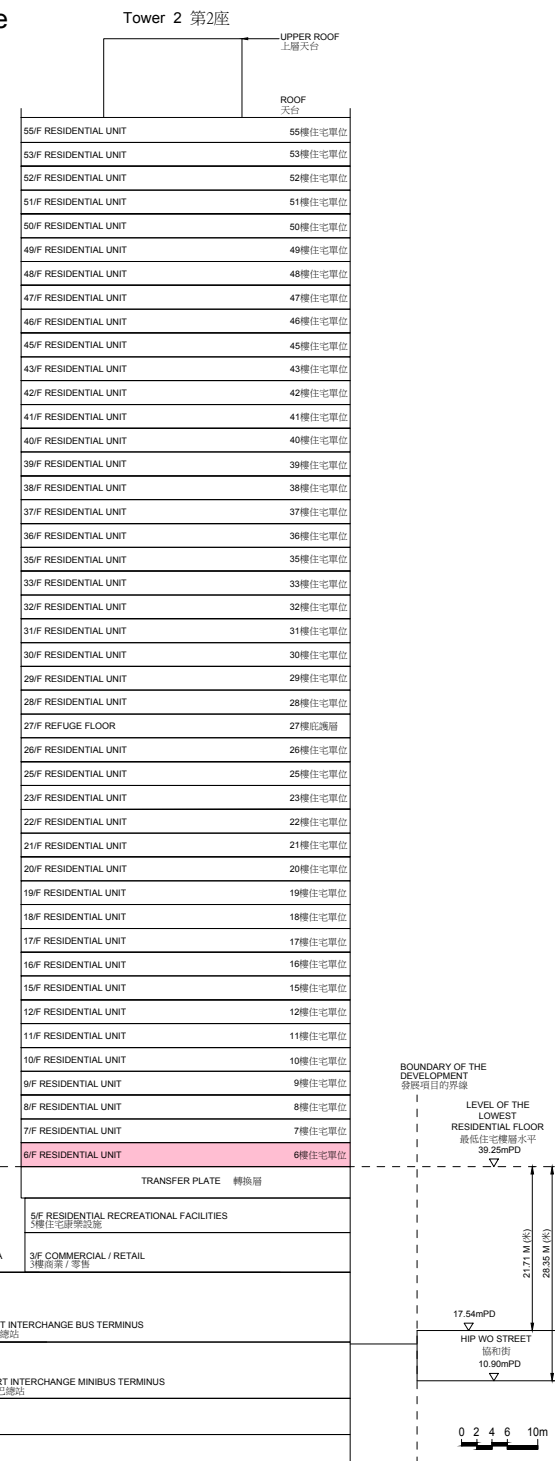 e
Tower 2 第2座
UPPER ROOF
上層天台
ROOF
天台
55/F RESIDENTIAL UNIT 55樓住宅單位
53/F RESIDENTIAL UNIT 53樓住宅單位
52/F RESIDENTIAL UNIT 52樓住宅單位
51/F RESIDENTIAL UNIT 51樓住宅單位
50/F RESIDENTIAL UNIT 50樓住宅單位
49/F RESIDENTIAL UNIT 49樓住宅單位
48/F RESIDENTIAL UNIT 48樓住宅單位
47/F RESIDENTIAL UNIT 47樓住宅單位
46/F RESIDENTIAL UNIT 46樓住宅單位
45/F RESIDENTIAL UNIT 45樓住宅單位
43/F RESIDENTIAL UNIT 43樓住宅單位
42/F RESIDENTIAL UNIT 42樓住宅單位
41/F RESIDENTIAL UNIT 41樓住宅單位
40/F RESIDENTIAL UNIT 40樓住宅單位
39/F RESIDENTIAL UNIT 39樓住宅單位
38/F RESIDENTIAL UNIT 38樓住宅單位
37/F RESIDENTIAL UNIT 37樓住宅單位
36/F RESIDENTIAL UNIT 36樓住宅單位
35/F RESIDENTIAL UNIT 35樓住宅單位
33/F RESIDENTIAL UNIT 33樓住宅單位
32/F RESIDENTIAL UNIT 32樓住宅單位
31/F RESIDENTIAL UNIT 31樓住宅單位
30/F RESIDENTIAL UNIT 30樓住宅單位
29/F RESIDENTIAL UNIT 29樓住宅單位
28/F RESIDENTIAL UNIT 28樓住宅單位
27/F REFUGE FLOOR 27樓庇護層
26/F RESIDENTIAL UNIT 26樓住宅單位
25/F RESIDENTIAL UNIT 25樓住宅單位
23/F RESIDENTIAL UNIT 23樓住宅單位
22/F RESIDENTIAL UNIT 22樓住宅單位
21/F RESIDENTIAL UNIT 21樓住宅單位
20/F RESIDENTIAL UNIT 20樓住宅單位
19/F RESIDENTIAL UNIT 19樓住宅單位
18/F RESIDENTIAL UNIT 18樓住宅單位
17/F RESIDENTIAL UNIT 17樓住宅單位
16/F RESIDENTIAL UNIT 16樓住宅單位
15/F RESIDENTIAL UNIT 15樓住宅單位
12/F RESIDENTIAL UNIT 12樓住宅單位
11/F RESIDENTIAL UNIT 11樓住宅單位
10/F RESIDENTIAL UNIT 10樓住宅單位
9/F RESIDENTIAL UNIT 9樓住宅單位
8/F RESIDENTIAL UNIT 8樓住宅單位
7/F RESIDENTIAL UNIT 7樓住宅單位
6/F RESIDENTIAL UNIT 6樓住宅單位
BOUNDARY OF THE
DEVELOPMENT
發展項目的界線
LEVEL OF THE
LOWEST
RESIDENTIAL FLOOR
最低住宅樓層水平
39.25mPD
TRANSFER PLATE 轉換層
5/F RESIDENTIAL RECREATIONAL FACILITIES
5樓住宅康樂設施
A
3/F COMMERCIAL / RETAIL
3樓商業 / 零售
21.71 M (米)
28.35 M (米)
T INTERCHANGE BUS TERMINUS
總站
17.54mPD
HIP WO STREET
協和街
10.90mPD
RT INTERCHANGE MINIBUS TERMINUS
巴總站
0 2 4 6 10m